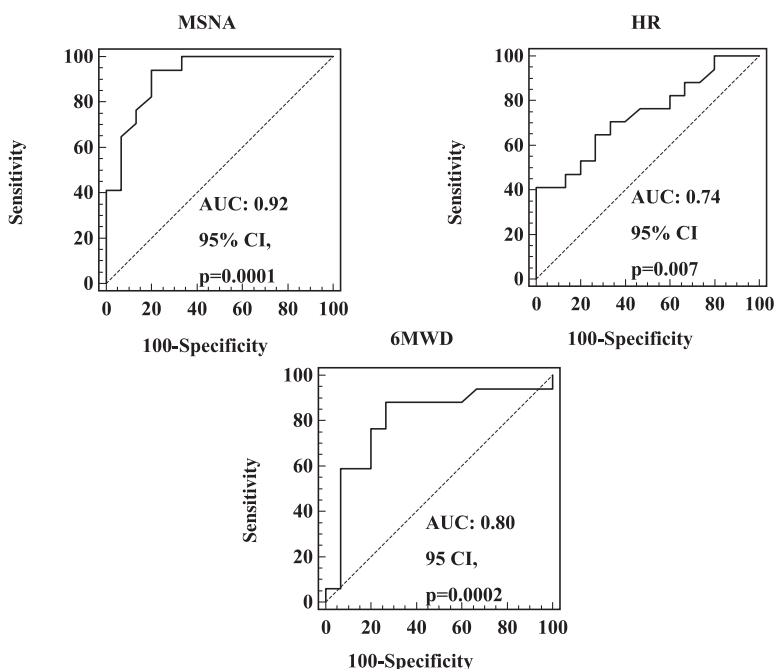 MSNA
100
80
60
40
20
0
Sensitivity
AUC: 0.92
95% CI,
p=0.0001
0 20 40 60 80 100
100-Specificity
HR
100
80
60
40
20
0
Sensitivity
AUC: 0.74
95% CI
p=0.007
0 20 40 60 80 100
100-Specificity
6MWD
100
80
60
40
20
0
Sensitivity
AUC: 0.80
95 CI,
p=0.0002
0 20 40 60 80 100
100-Specificity